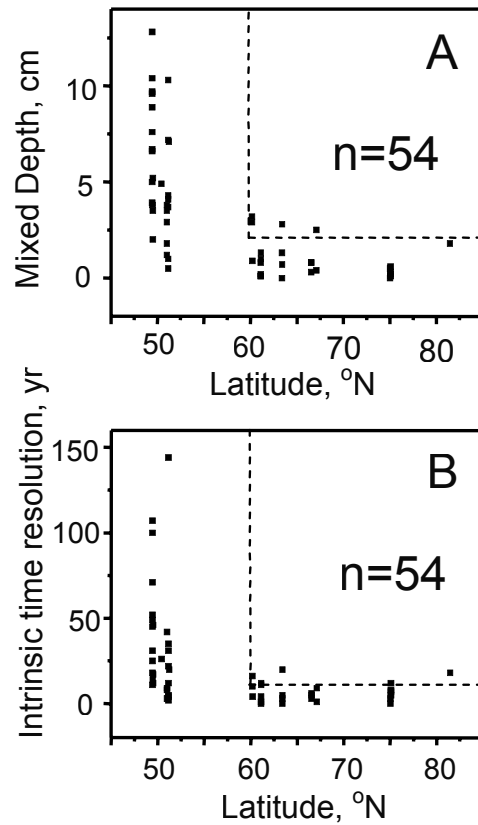 A
Mixed Depth, cm
10
5
0
n=54
50 60 70 80
Latitude, °N
B
Intrinsic time resolution, yr
150
100
50
0
n=54
50 60 70 80
Latitude, °N